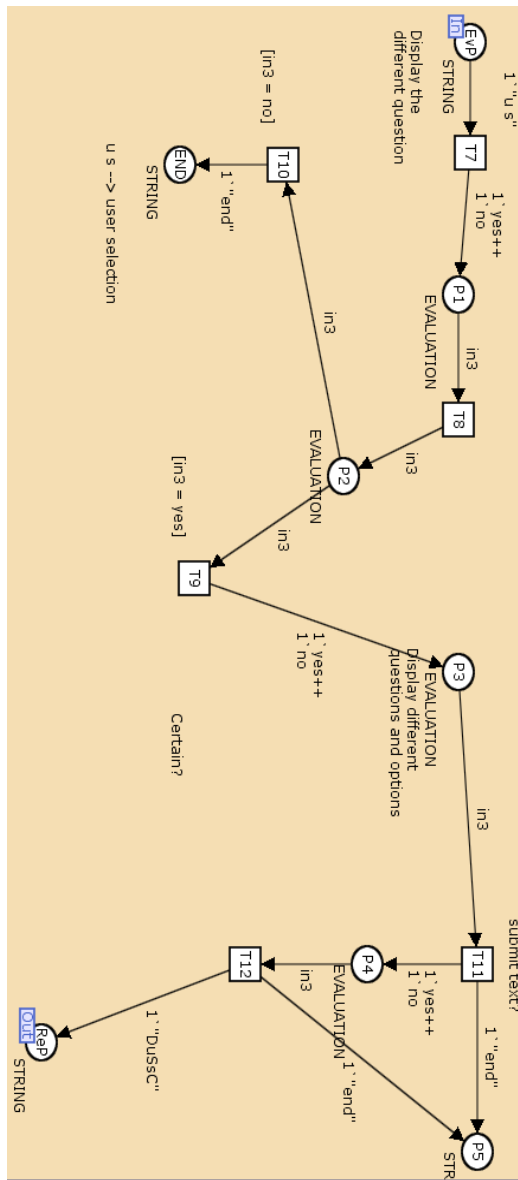 1`"u s"
EvP
In
STRING
Display the
different question
T7
1`yes++
1`no
P1
EVALUATION
in3
T8
in3
P2
EVALUATION
in3
T10
[in3 = no]
1`"end"
END
STRING
u s --> user selection
in3
T9
[in3 = yes]
1`yes++
1`no
P3
EVALUATION
Display different
questions and options
Certain?
in3
submit text?
T11
1`yes++
1`no
P4
EVALUATION
in3
T12
1`"end"
1`"end"
P5
STR
1`"DuSsC"
ReP
Out
STRING